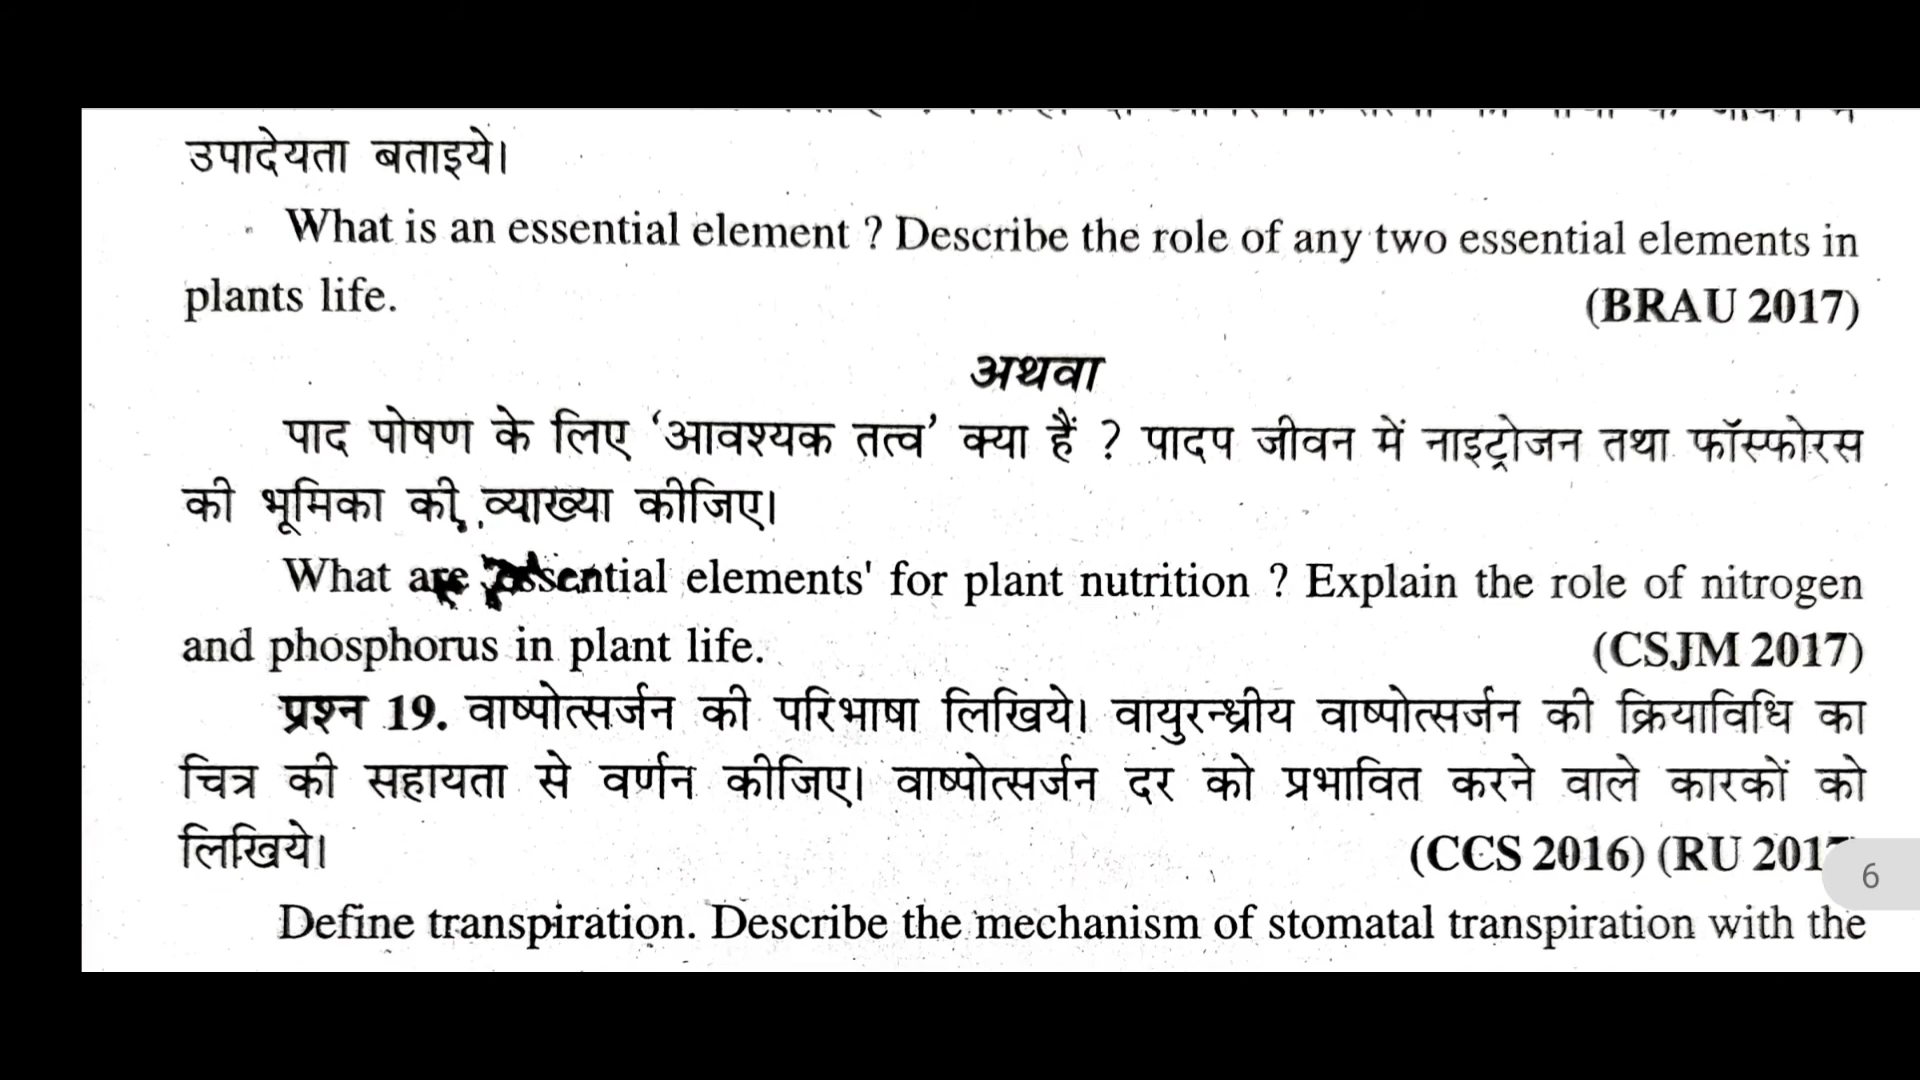 उपादेयता बताइये।
What is an essential element ? Describe the role of any two essential elements in
plants life. (BRAU 2017)
अथवा
पाद पोषण के लिए ‘आवश्यक तत्व’ क्या हैं ? पादप जीवन में नाइट्रोजन तथा फॉस्फोरस
की भूमिका की व्याख्या कीजिए।
What are essential elements' for plant nutrition ? Explain the role of nitrogen
and phosphorus in plant life. (CSJM 2017)
प्रश्न 19. वाष्पोत्सर्जन की परिभाषा लिखिये। वायुरन्ध्रीय वाष्पोत्सर्जन की क्रियाविधि का
चित्र की सहायता से वर्णन कीजिए। वाष्पोत्सर्जन दर को प्रभावित करने वाले कारकों को
लिखिये। (CCS 2016) (RU
6
Define transpiration. Describe the mechanism of stomatal transpiration with the